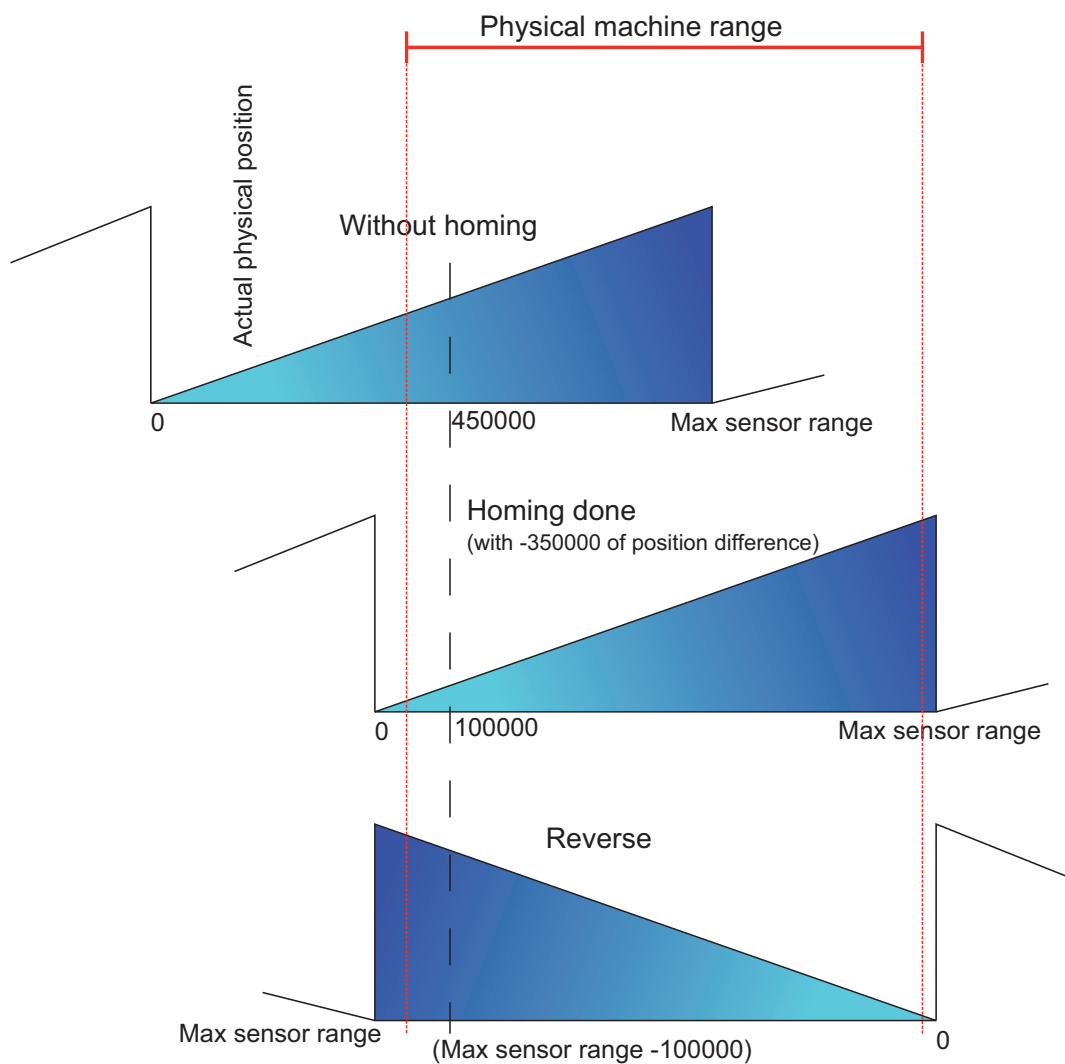 Physical machine range
Actual physical position
Without homing
0
450000
Max sensor range
Homing done
(with -350000 of position difference)
0
100000
Max sensor range
Reverse
Max sensor range
(Max sensor range -100000)
0